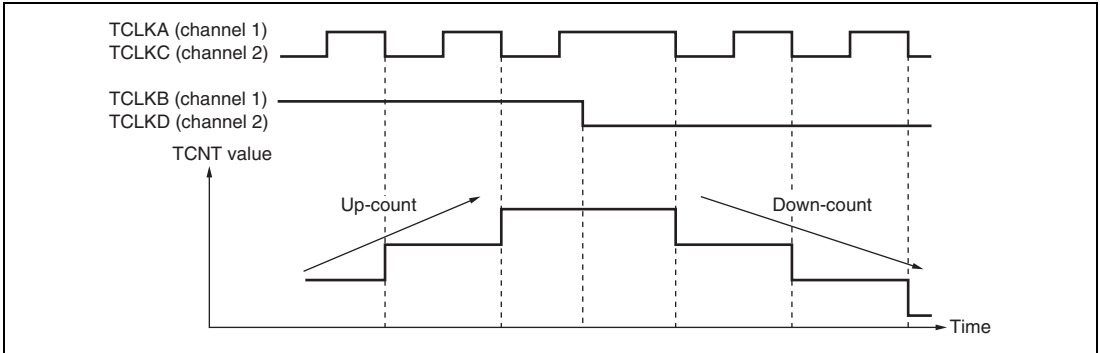 TCLKA (channel 1)
TCLKC (channel 2)
TCLKB (channel 1)
TCLKD (channel 2)
TCNT value
Up-count
Down-count
Time